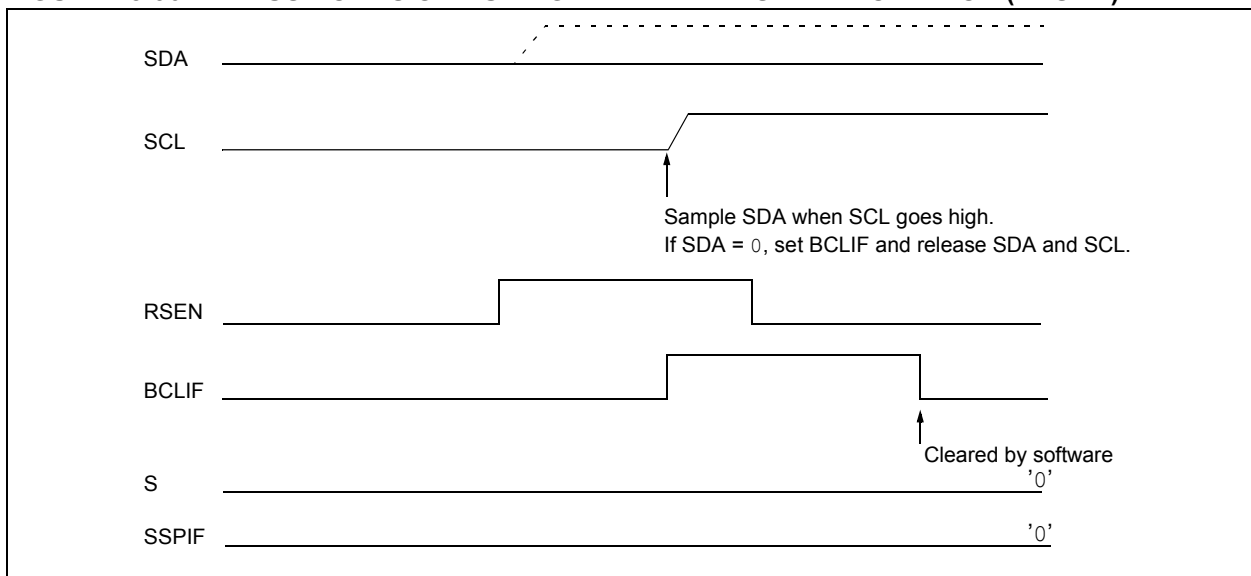 SDA
SCL
Sample SDA when SCL goes high.
If SDA = 0, set BCLIF and release SDA and SCL.
RSEN
BCLIF
Cleared by software
S '0'
SSPIF '0'